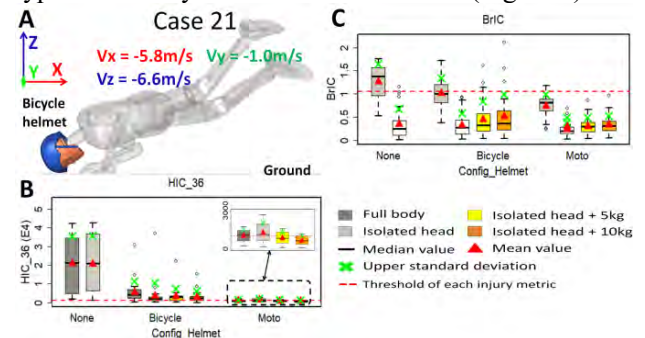 A
Case 21
Z
Y
X
Vx = -5.8m/s
Vy = -1.0m/s
Vz = -6.6m/s
Bicycle
helmet
Ground
B
HIC_36
HIC_36 (E4)
0 1 2 3 4 5
0 3000
None Bicycle Moto
Config_Helmet
C
BrIC
BrIC
0 0.5 1 1.5 2
None Bicycle Moto
Config_Helmet
Full body
Isolated head + 5kg
Isolated head
Isolated head + 10kg
Median value
Mean value
Upper standard deviation
Threshold of each injury metric